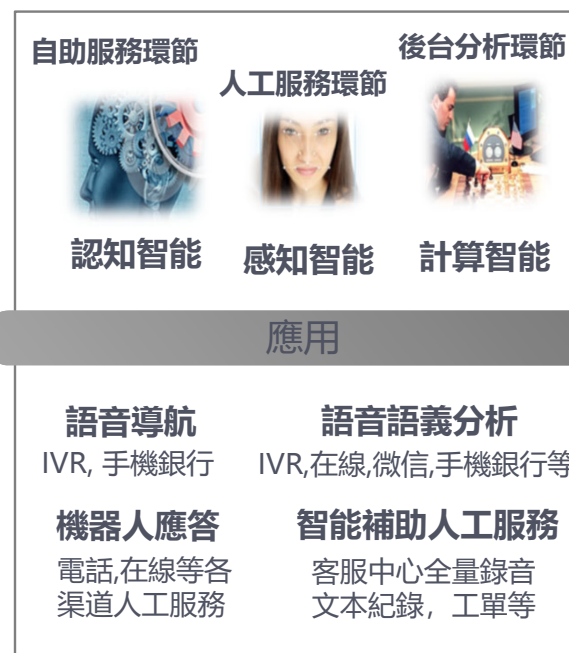 自助服務環節
人工服務環節
後台分析環節
認知智能
感知智能
計算智能
應用
語音導航
IVR, 手機銀行
語音語義分析
IVR,在線,微信,手機銀行等
機器人應答
電話,在線等各
渠道人工服務
智能補助人工服務
客服中心全量錄音
文本紀錄，工單等